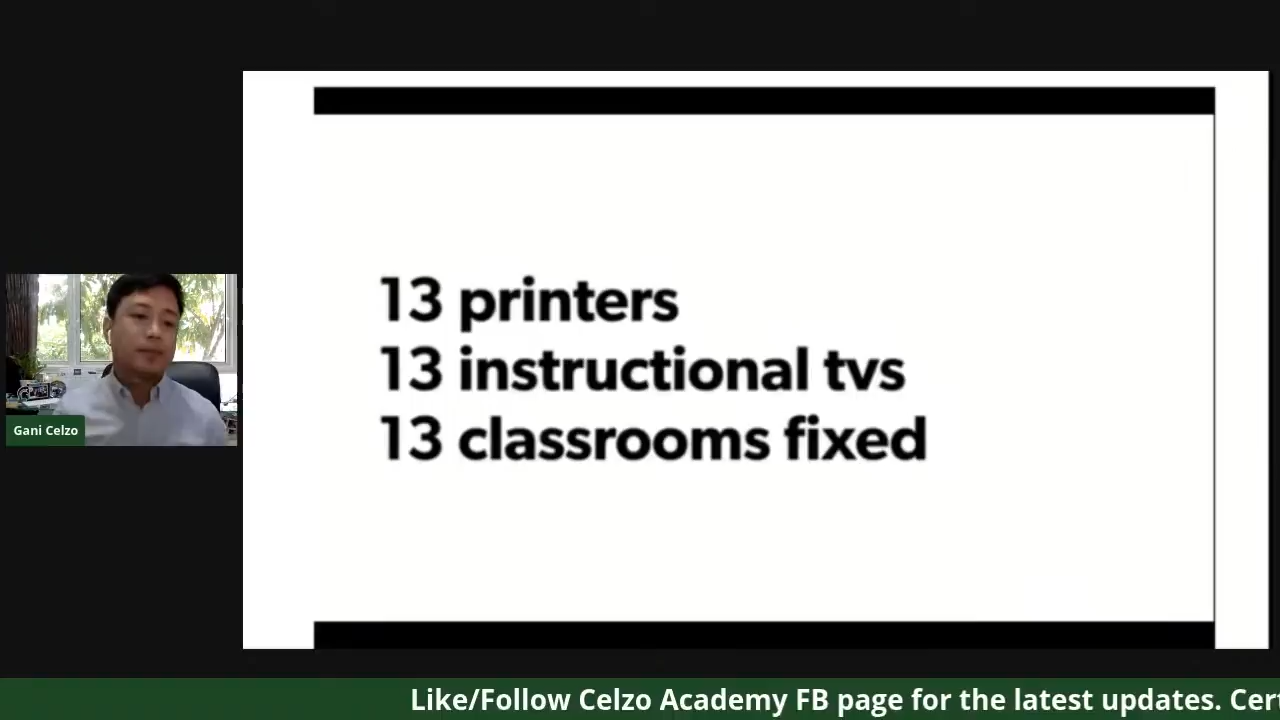 13 printers
13 instructional tvs
13 classrooms fixed
Gani Celzo
Like/Follow Celzo Academy FB page for the latest updates. Cer